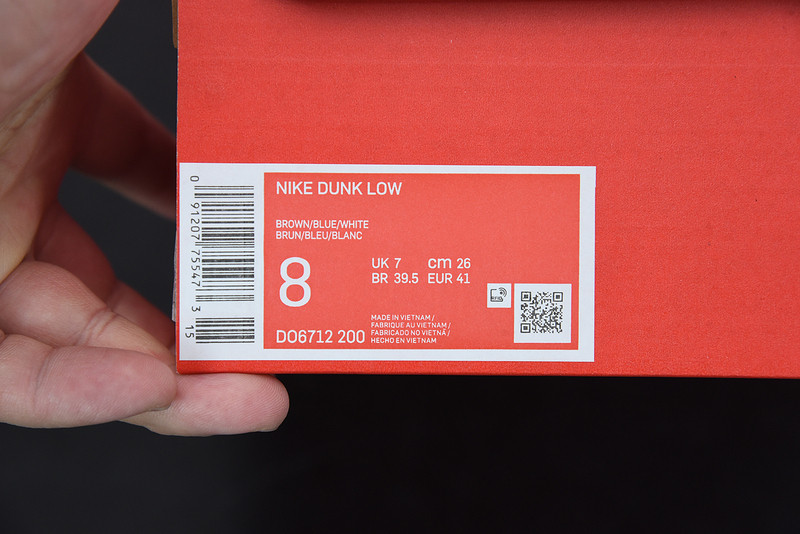 NIKE DUNK LOW
BROWN/BLUE/WHITE
BRUN/BLEU/BLANC
8
UK 7 cm 26
BR 39.5 EUR 41
DO6712 200
MADE IN VIETNAM /
FABRIQUE AU VIETNAM /
FABRICADO NO VIETNÃ /
HECHO EN VIETNAM
0 91207 75547 3 15